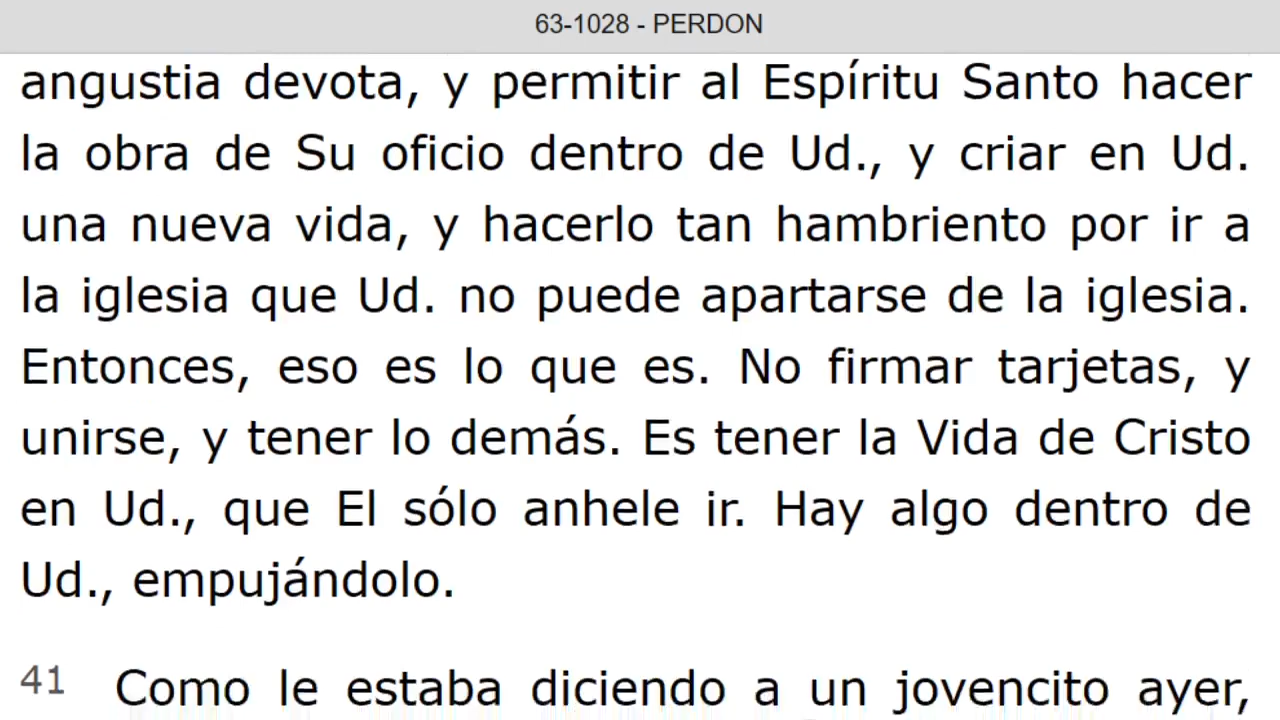 63-1028 - PERDON
angustia devota, y permitir al Espíritu Santo hacer
la obra de Su oficio dentro de Ud., y criar en Ud.
una nueva vida, y hacerlo tan hambriento por ir a
la iglesia que Ud. no puede apartarse de la iglesia.
Entonces, eso es lo que es. No firmar tarjetas, y
unirse, y tener lo demás. Es tener la Vida de Cristo
en Ud., que El sólo anhele ir. Hay algo dentro de
Ud., empujándolo.
41 Como le estaba diciendo a un jovencito ayer,